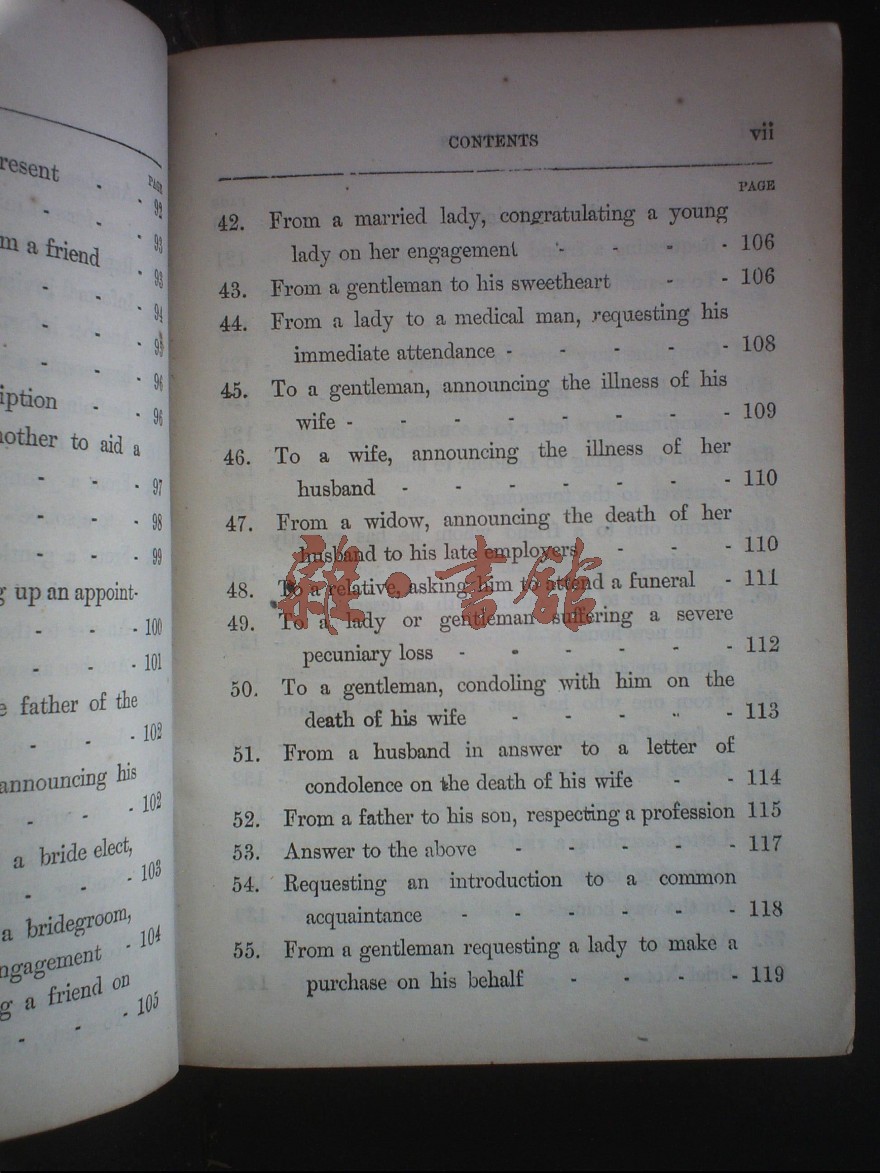 resent -
PAGE
- - 92
- 93
m a friend - 93
- - 94
- - 95
- - 96
iption - - 96
nother to aid a
- - 97
- - 98
- - 99
g up an appoint-
- - - 100
- - - 101
e father of the
- - - 102
announcing his
- - - 102
a bride elect,
- - - 103
a bridegroom,
ngagement - 104
g a friend on
- - - 105
CONTENTS vii
PAGE
42. From a married lady, congratulating a young
lady on her engagement - - - - 106
43. From a gentleman to his sweetheart - - 106
44. From a lady to a medical man, requesting his
immediate attendance - - - - - 108
45. To a gentleman, announcing the illness of his
wife - - - - - - - - 109
46. To a wife, announcing the illness of her
husband - - - - - - - 110
47. From a widow, announcing the death of her
husband to his late employers - - - 110
48. To a relative, asking him to attend a funeral - 111
49. To a lady or gentleman suffering a severe
pecuniary loss - - - - - - 112
50. To a gentleman, condoling with him on the
death of his wife - - - - - 113
51. From a husband in answer to a letter of
condolence on the death of his wife - - 114
52. From a father to his son, respecting a profession 115
53. Answer to the above - - - - - 117
54. Requesting an introduction to a common
acquaintance - - - - - - 118
55. From a gentleman requesting a lady to make a
purchase on his behalf - - - - 119
雜·書館